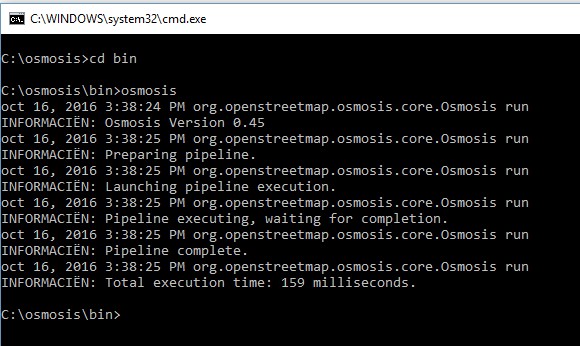 C:\WINDOWS\system32\cmd.exe
C:\osmosis>cd bin
C:\osmosis\bin>osmosis
oct 16, 2016 3:38:24 PM org.openstreetmap.osmosis.core.Osmosis run
INFORMACIËN: Osmosis Version 0.45
oct 16, 2016 3:38:25 PM org.openstreetmap.osmosis.core.Osmosis run
INFORMACIËN: Preparing pipeline.
oct 16, 2016 3:38:25 PM org.openstreetmap.osmosis.core.Osmosis run
INFORMACIËN: Launching pipeline execution.
oct 16, 2016 3:38:25 PM org.openstreetmap.osmosis.core.Osmosis run
INFORMACIËN: Pipeline executing, waiting for completion.
oct 16, 2016 3:38:25 PM org.openstreetmap.osmosis.core.Osmosis run
INFORMACIËN: Pipeline complete.
oct 16, 2016 3:38:25 PM org.openstreetmap.osmosis.core.Osmosis run
INFORMACIËN: Total execution time: 159 milliseconds.
C:\osmosis\bin>